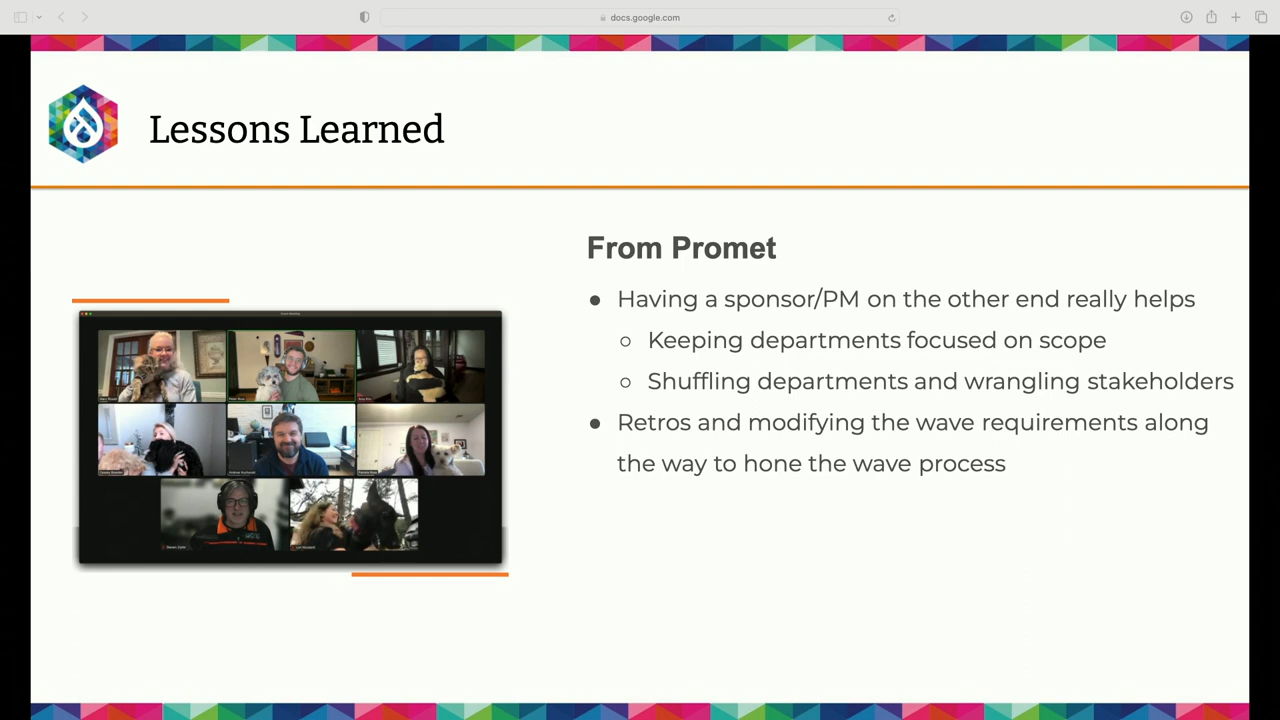 docs.google.com
Lessons Learned
From Promet
● Having a sponsor/PM on the other end really helps
○ Keeping departments focused on scope
○ Shuffling departments and wrangling stakeholders
● Retros and modifying the wave requirements along
the way to hone the wave process